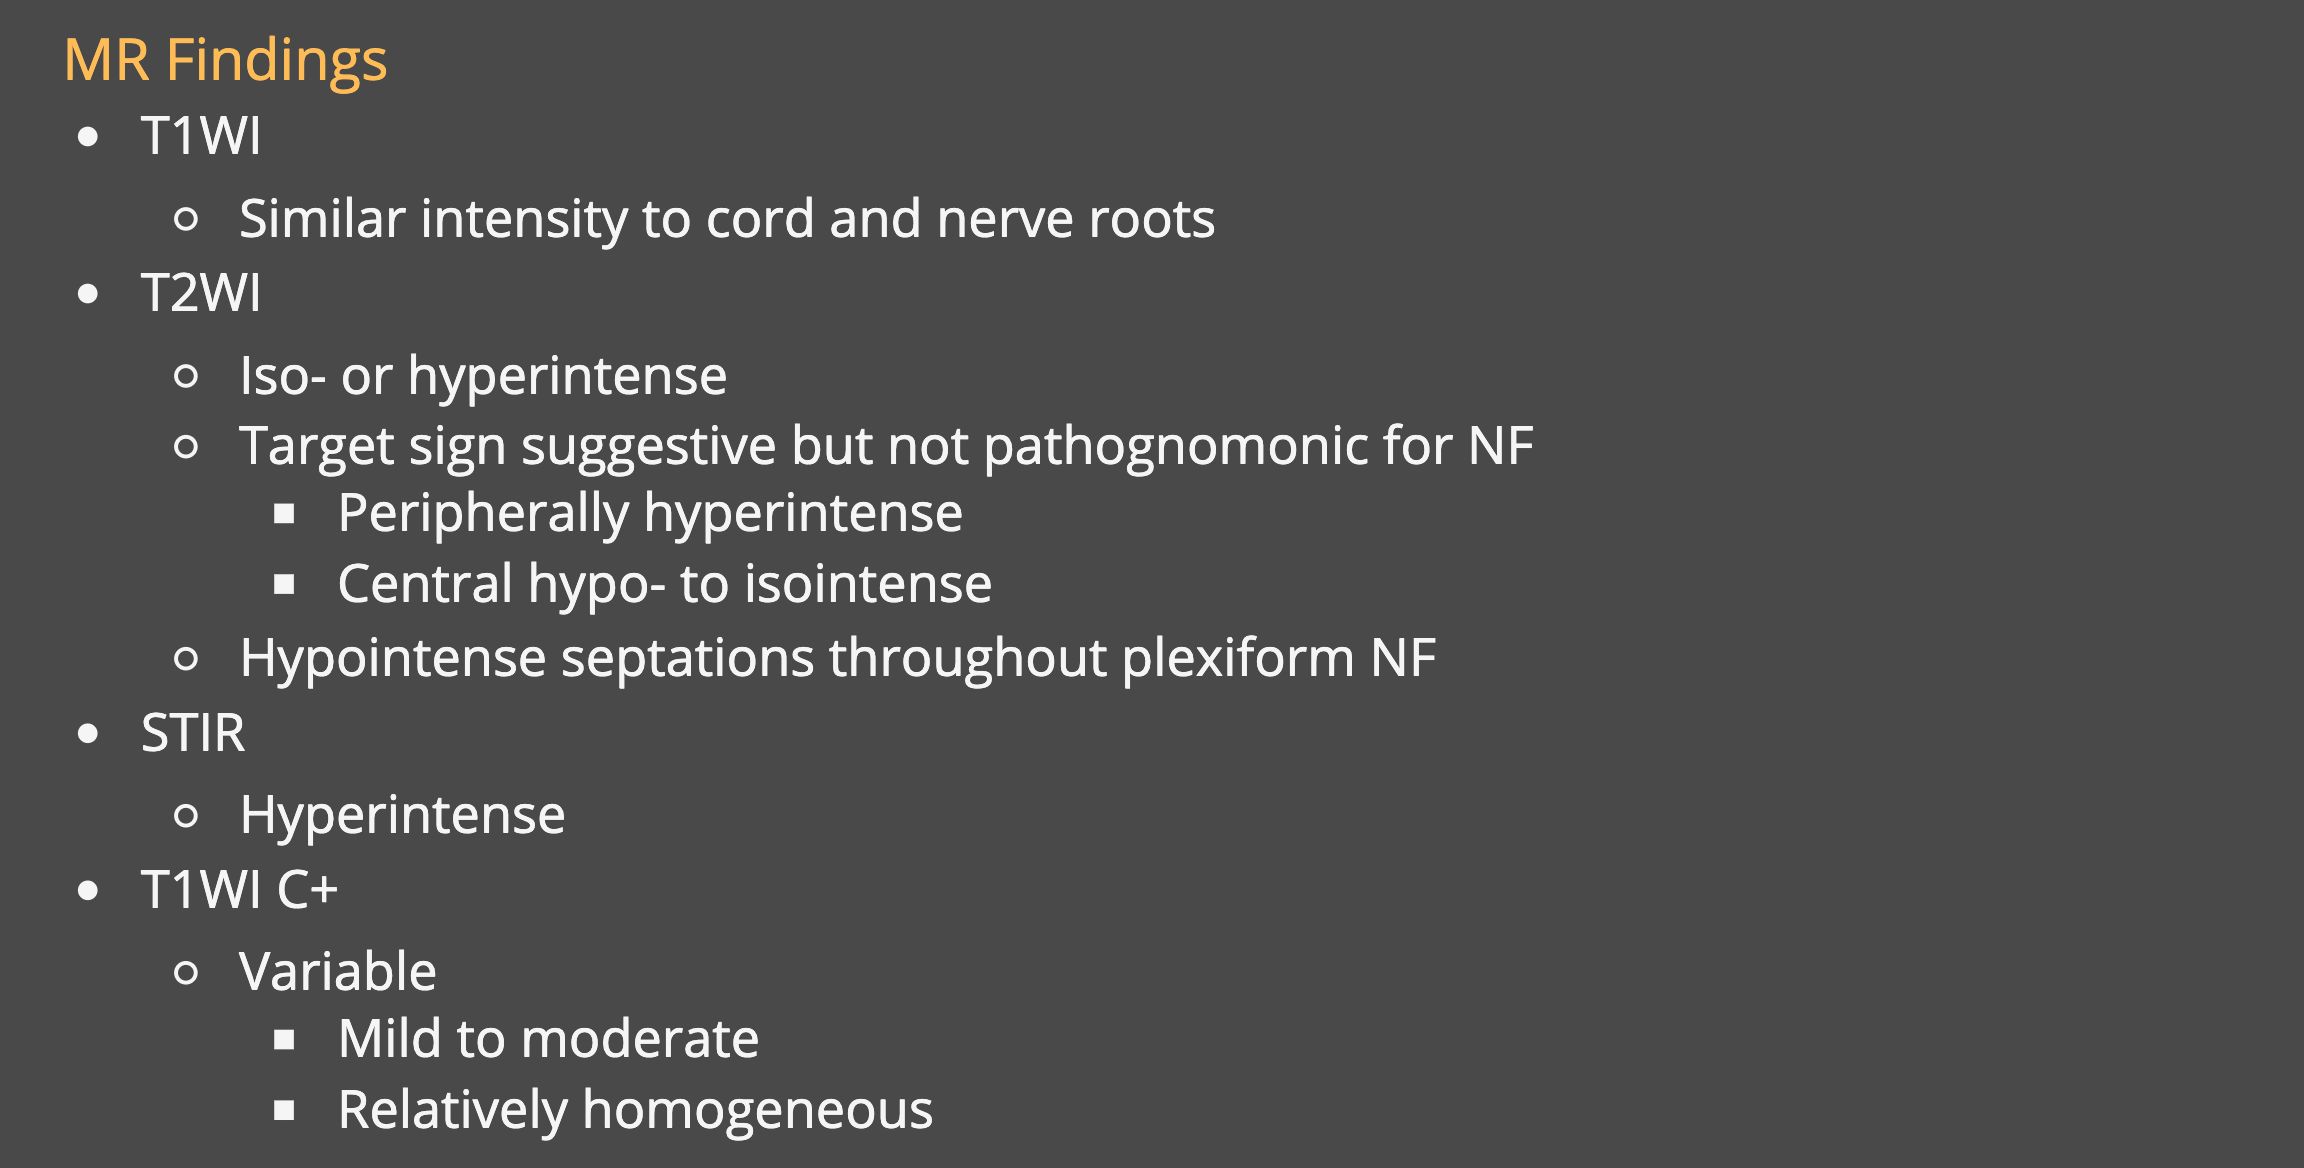 MR Findings
T1WI
Similar intensity to cord and nerve roots
T2WI
Iso- or hyperintense
Target sign suggestive but not pathognomonic for NF
Peripherally hyperintense
Central hypo- to isointense
Hypointense septations throughout plexiform NF
STIR
Hyperintense
T1WI C+
Variable
Mild to moderate
Relatively homogeneous